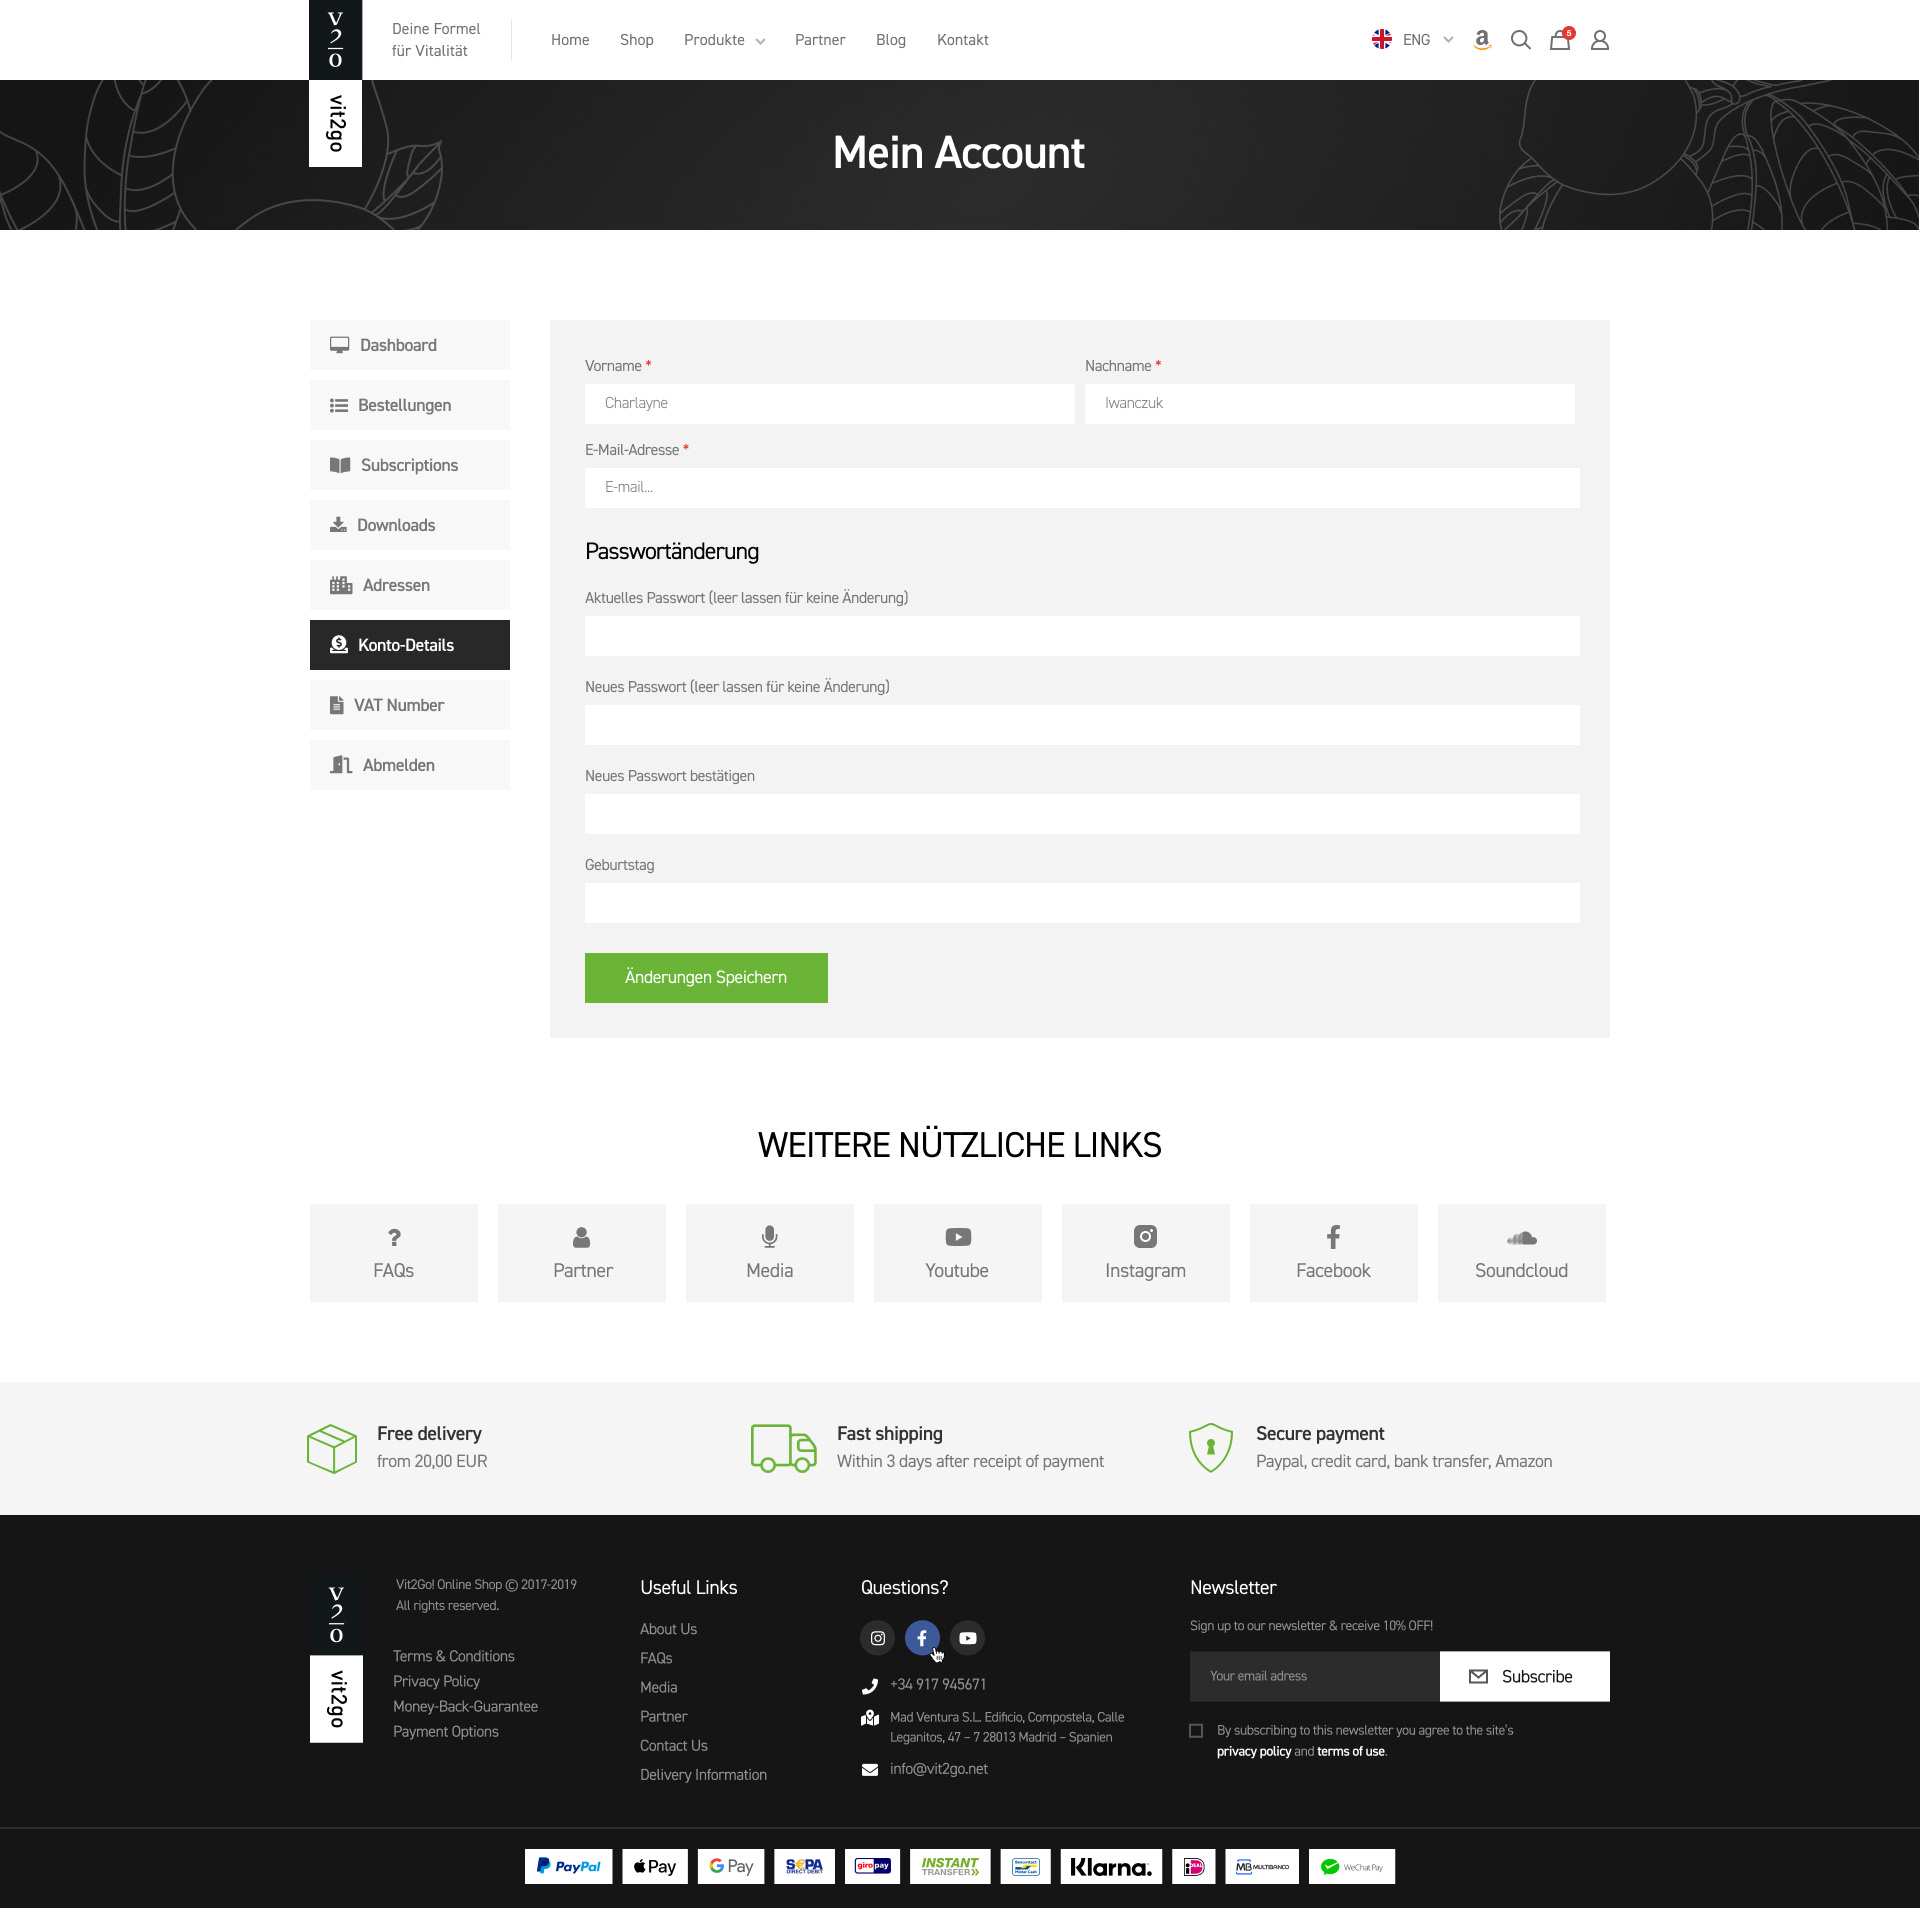 V
2
O
vit2go
Deine Formel
für Vitalität
Home
Shop
Produkte
Partner
Blog
Kontakt
ENG
a
5
Mein Account
Dashboard
Bestellungen
Subscriptions
Downloads
Adressen
Konto-Details
VAT Number
Abmelden
Vorname *
Nachname *
Charlayne
Iwanczuk
E-Mail-Adresse *
E-mail...
Passwortänderung
Aktuelles Passwort (leer lassen für keine Änderung)
Neues Passwort (leer lassen für keine Änderung)
Neues Passwort bestätigen
Geburtstag
Änderungen Speichern
WEITERE NÜTZLICHE LINKS
?
FAQs
Partner
Media
Youtube
Instagram
Facebook
Soundcloud
Free delivery
from 20,00 EUR
Fast shipping
Within 3 days after receipt of payment
Secure payment
Paypal, credit card, bank transfer, Amazon
V
2
O
vit2go
Vit2Go! Online Shop © 2017-2019
All rights reserved.
Terms & Conditions
Privacy Policy
Money-Back-Guarantee
Payment Options
Useful Links
About Us
FAQs
Media
Partner
Contact Us
Delivery Information
Questions?
+34 917 945671
Mad Ventura S.L. Edificio, Compostela, Calle
Leganitos, 47 – 7 28013 Madrid – Spanien
info@vit2go.net
Newsletter
Sign up to our newsletter & receive 10% OFF!
Your email adress
Subscribe
By subscribing to this newsletter you agree to the site's
privacy policy and terms of use.
PayPal
Pay
G Pay
S€PA
DIRECT DEBIT
giropay
INSTANT
TRANSFER
Bancontact
Mister Cash
Klarna.
iDEAL
MB MULTIBANCO
WeChat Pay